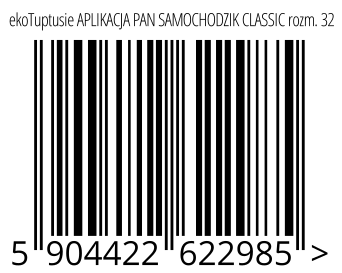 ekoTuptusie APLIKACJA PAN SAMOCHODZIK CLASSIC rozm. 32
5 904422 622985 >